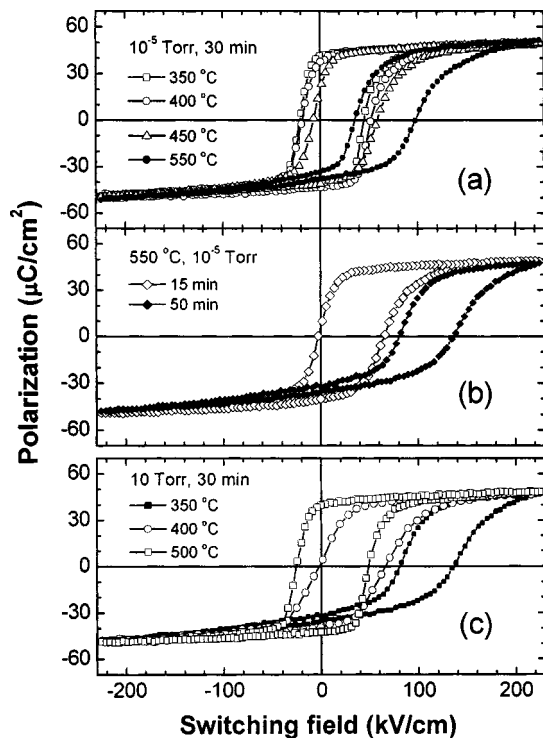 Polarization (μC/cm²)
60
30
0
-30
-60
10⁻⁵ Torr, 30 min
350 °C
400 °C
450 °C
550 °C
(a)
60
30
0
-30
-60
550 °C, 10⁻⁵ Torr
15 min
50 min
(b)
60
30
0
-30
-60
10 Torr, 30 min
350 °C
400 °C
500 °C
(c)
-200 -100 0 100 200
Switching field (kV/cm)